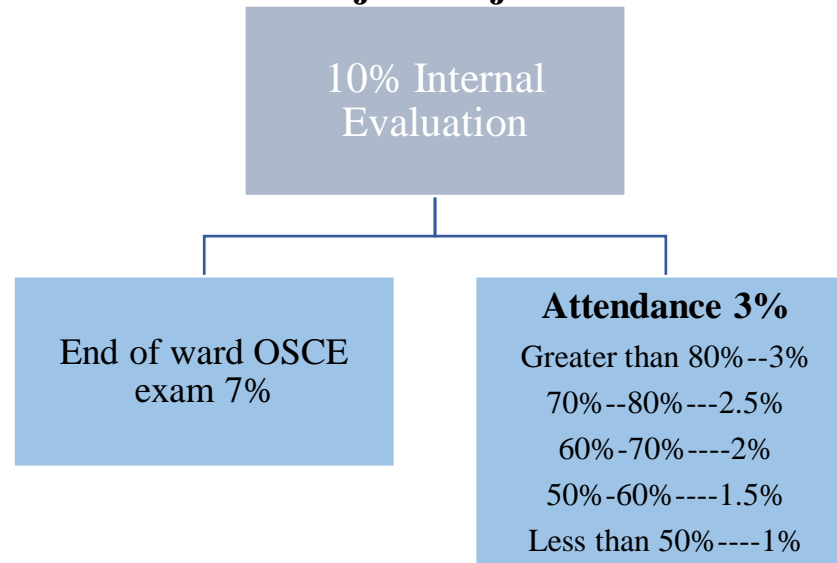 10% Internal
Evaluation
End of ward OSCE
exam 7%
Attendance 3%
Greater than 80%--3%
70%--80%---2.5%
60%-70%----2%
50%-60%----1.5%
Less than 50%----1%